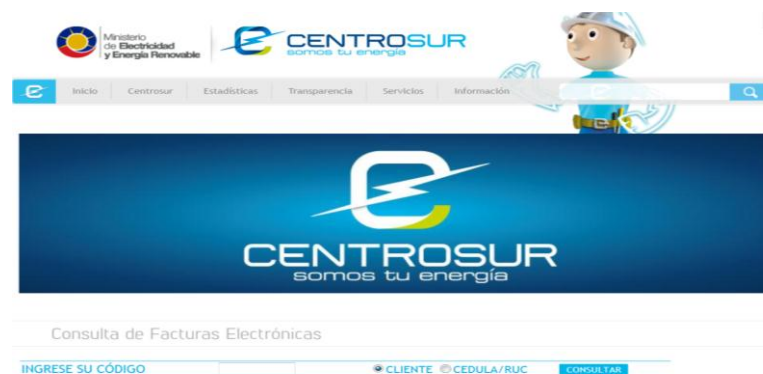 Ministerio
de Electricidad
y Energía Renovable
CENTROSUR
somos tu energía
Inicio Centrosur Estadísticas Transparencia Servicios Información
CENTROSUR
somos tu energía
Consulta de Facturas Electrónicas
INGRESE SU CÓDIGO CLIENTE CEDULA/RUC CONSULTAR